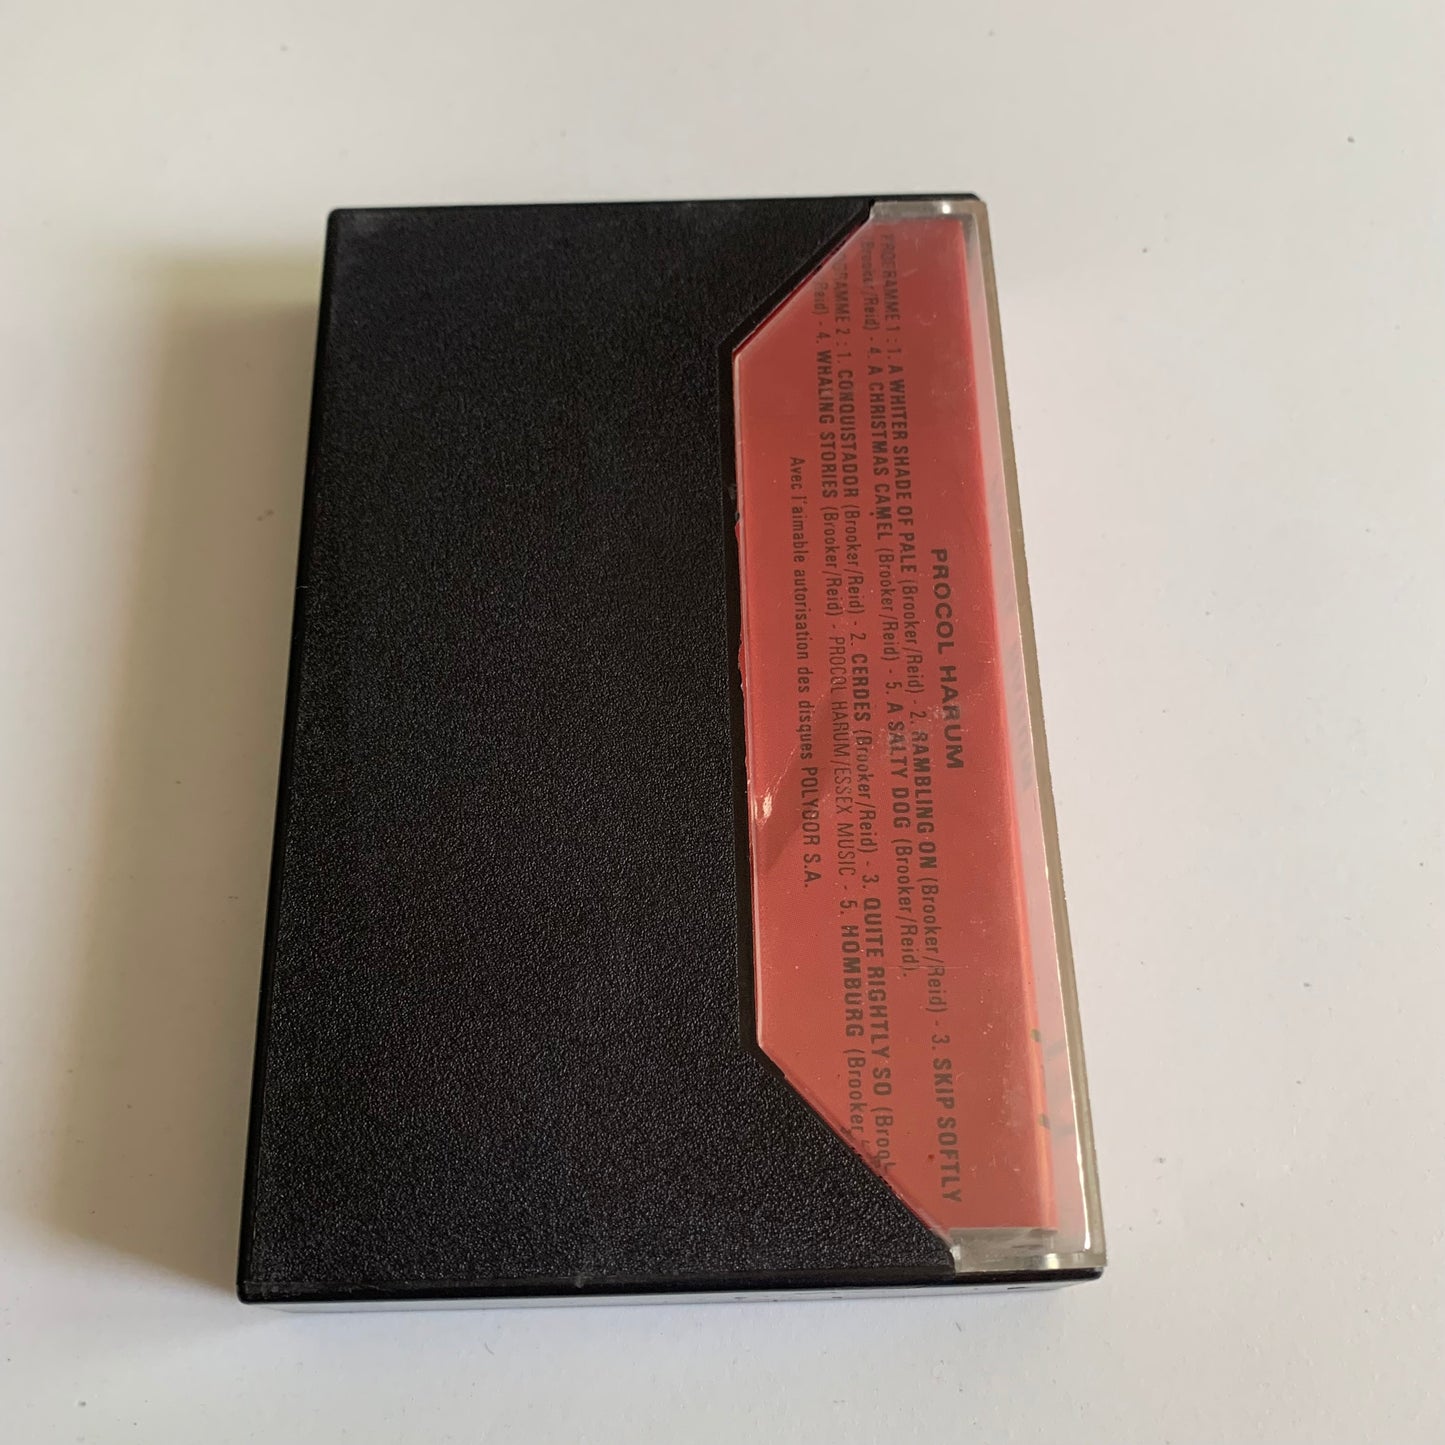 PROCOL HARUM
PROGRAMME 1 : 1. A WHITER SHADE OF PALE (Brooker/Reid) - 2. RAMBLING ON (Brooker/Reid) - 3. SKIP SOFTLY
(Brooker/Reid) - 4. A CHRISTMAS CAMEL (Brooker/Reid) - 5. A SALTY DOG (Brooker/Reid).
OGRAMME 2 : 1. CONQUISTADOR (Brooker/Reid) - 2. CERDES (Brooker/Reid) - 3. QUITE RIGHTLY SO (Brook
Reid) - 4. WHALING STORIES (Brooker/Reid) - PROCOL HARUM/ESSEX MUSIC - 5. HOMBURG (Brooker
Avec l'aimable autorisation des disques POLYDOR S.A.